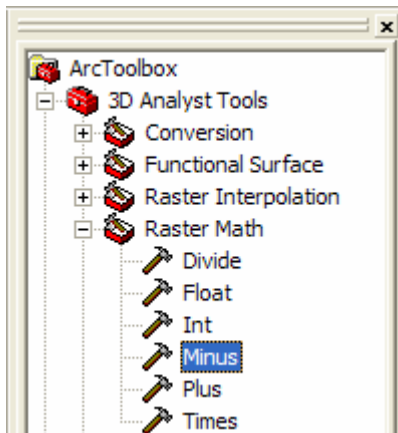 ArcToolbox
3D Analyst Tools
Conversion
Functional Surface
Raster Interpolation
Raster Math
Divide
Float
Int
Minus
Plus
Times